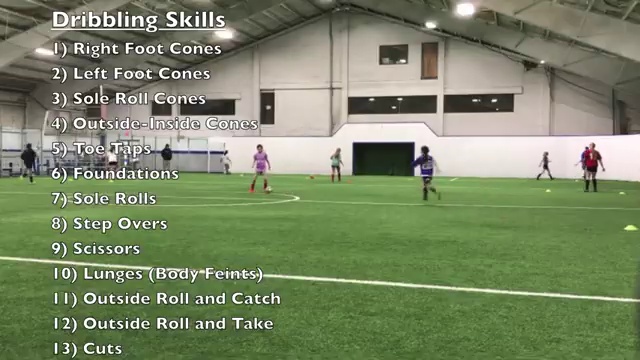 Dribbling Skills
1) Right Foot Cones
2) Left Foot Cones
3) Sole Roll Cones
4) Outside-Inside Cones
5) Toe Taps
6) Foundations
7) Sole Rolls
8) Step Overs
9) Scissors
10) Lunges (Body Feints)
11) Outside Roll and Catch
12) Outside Roll and Take
13) Cuts